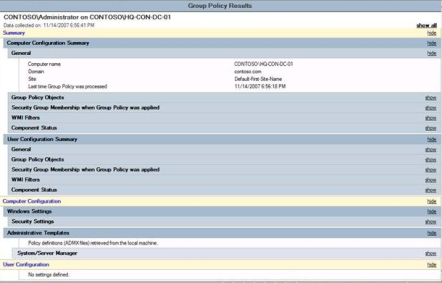 Group Policy Results
CONTOSO\Administrator on CONTOSO\HQ-CON-DC-01
Data collected on: 11/14/2007 6:56:41 PM show all
Summary hide
Computer Configuration Summary hide
General hide
Computer name CONTOSO\HQ-CON-DC-01
Domain contoso.com
Site Default-First-Site-Name
Last time Group Policy was processed 11/14/2007 6:56:18 PM
Group Policy Objects show
Security Group Membership when Group Policy was applied show
WMI Filters show
Component Status show
User Configuration Summary hide
General show
Group Policy Objects show
Security Group Membership when Group Policy was applied show
WMI Filters show
Component Status show
Computer Configuration hide
Windows Settings hide
Security Settings show
Administrative Templates hide
Policy definitions (ADMX files) retrieved from the local machine.
System/Server Manager show
User Configuration hide
No settings defined.